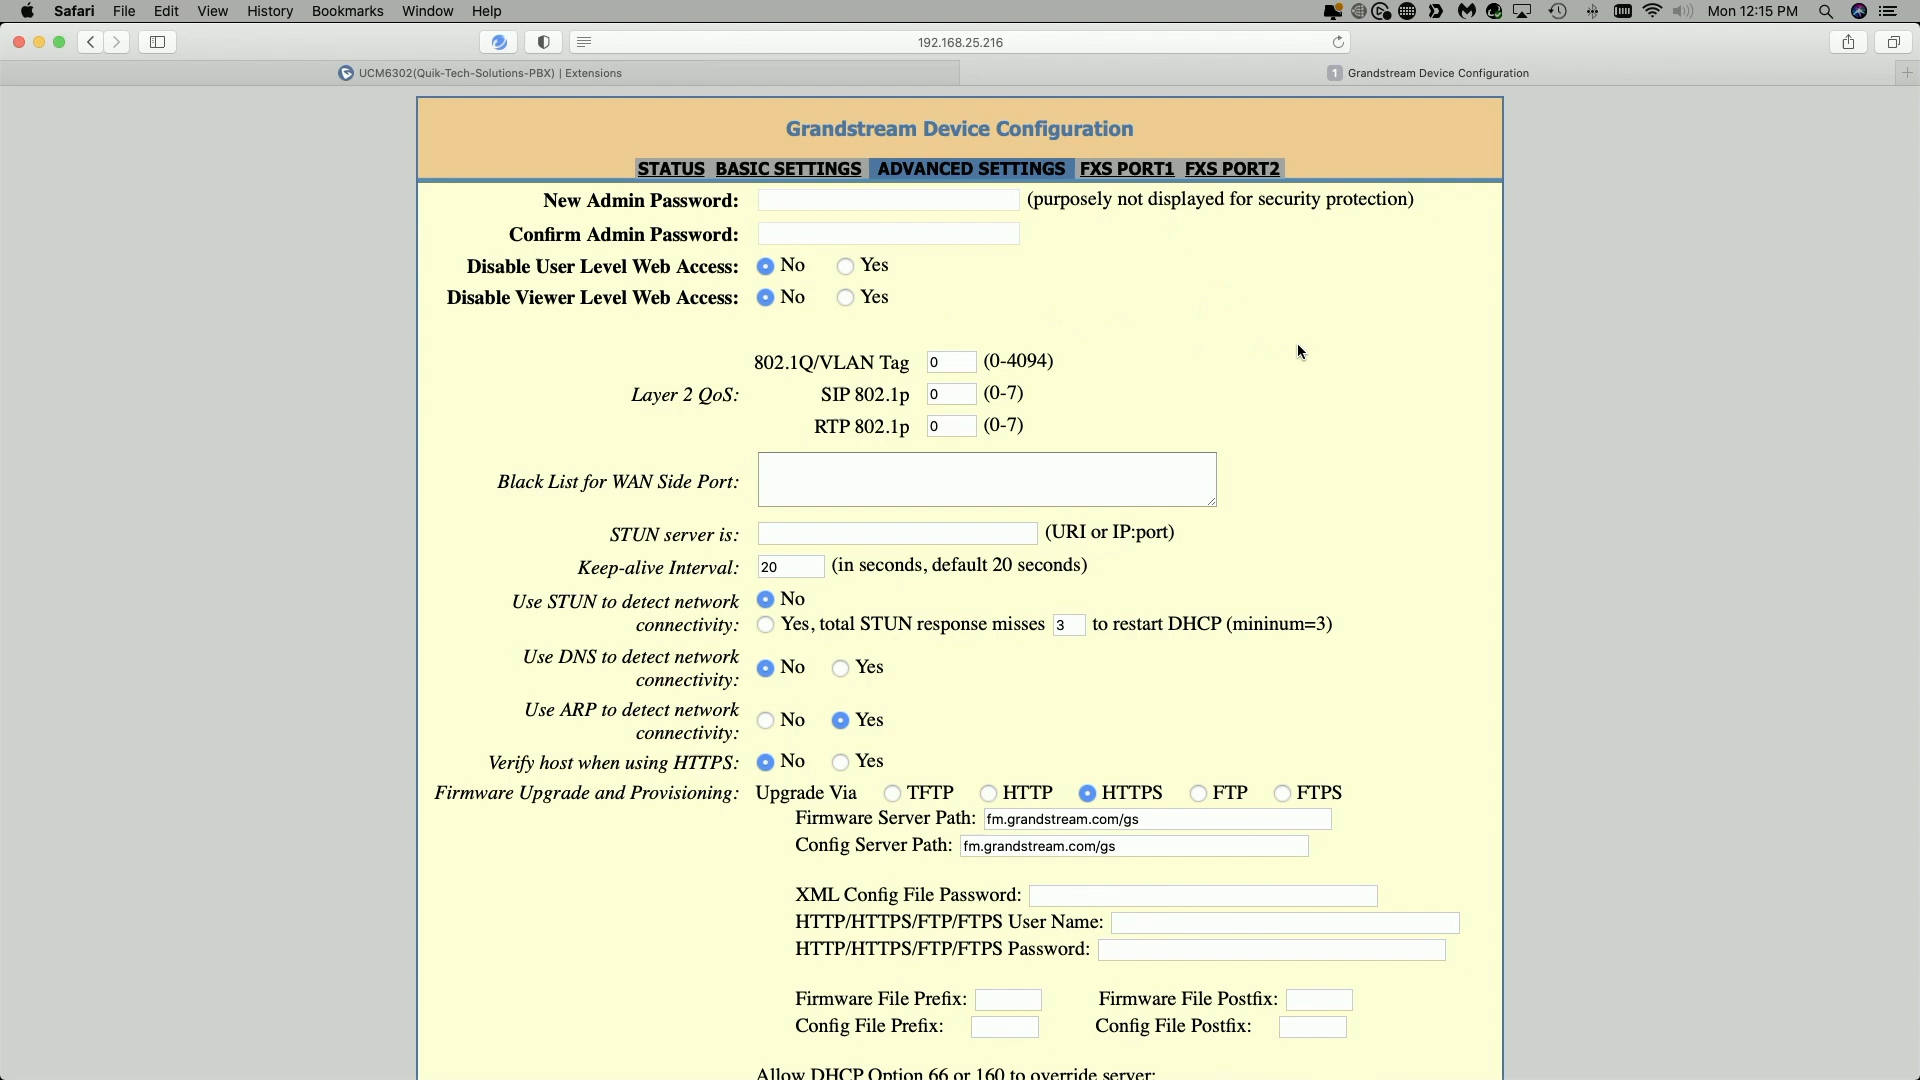 Safari File Edit View History Bookmarks Window Help Mon 12:15 PM
192.168.25.216
UCM6302(Quik-Tech-Solutions-PBX) | Extensions 1 Grandstream Device Configuration
Grandstream Device Configuration
STATUS BASIC SETTINGS ADVANCED SETTINGS FXS PORT1 FXS PORT2
New Admin Password: (purposely not displayed for security protection)
Confirm Admin Password:
Disable User Level Web Access: No Yes
Disable Viewer Level Web Access: No Yes
802.1Q/VLAN Tag 0 (0-4094)
Layer 2 QoS: SIP 802.1p 0 (0-7)
RTP 802.1p 0 (0-7)
Black List for WAN Side Port:
STUN server is: (URI or IP:port)
Keep-alive Interval: 20 (in seconds, default 20 seconds)
Use STUN to detect network No
connectivity: Yes, total STUN response misses 3 to restart DHCP (mininum=3)
Use DNS to detect network
connectivity: No Yes
Use ARP to detect network
connectivity: No Yes
Verify host when using HTTPS: No Yes
Firmware Upgrade and Provisioning: Upgrade Via TFTP HTTP HTTPS FTP FTPS
Firmware Server Path: fm.grandstream.com/gs
Config Server Path: fm.grandstream.com/gs
XML Config File Password:
HTTP/HTTPS/FTP/FTPS User Name:
HTTP/HTTPS/FTP/FTPS Password:
Firmware File Prefix: Firmware File Postfix:
Config File Prefix: Config File Postfix:
Allow DHCP Option 66 or 160 to override server: